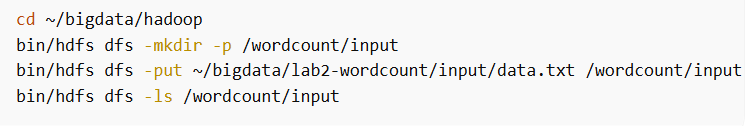 cd ~/bigdata/hadoop
bin/hdfs dfs -mkdir -p /wordcount/input
bin/hdfs dfs -put ~/bigdata/lab2-wordcount/input/data.txt /wordcount/input
bin/hdfs dfs -ls /wordcount/input